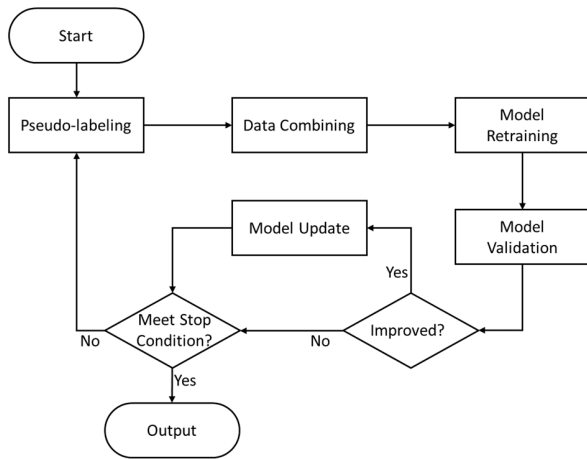 Start
Pseudo-labeling
Data Combining
Model
Retraining
Model Update
Model
Validation
Yes
Meet Stop
Condition?
Improved?
No
No
Yes
Output